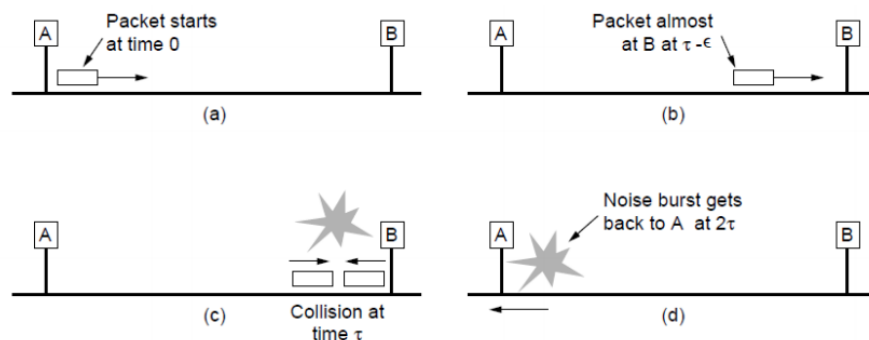 A
Packet starts
at time 0
B
(a)
A
Packet almost
at B at τ -ϵ
B
(b)
A
B
(c)
Collision at
time τ
A
Noise burst gets
back to A at 2τ
B
(d)